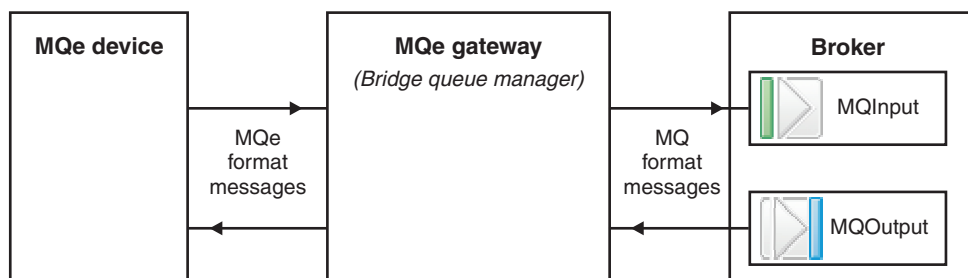 MQe device
MQe gateway
(Bridge queue manager)
Broker
MQInput
MQe
format
messages
MQ
format
messages
MQOutput